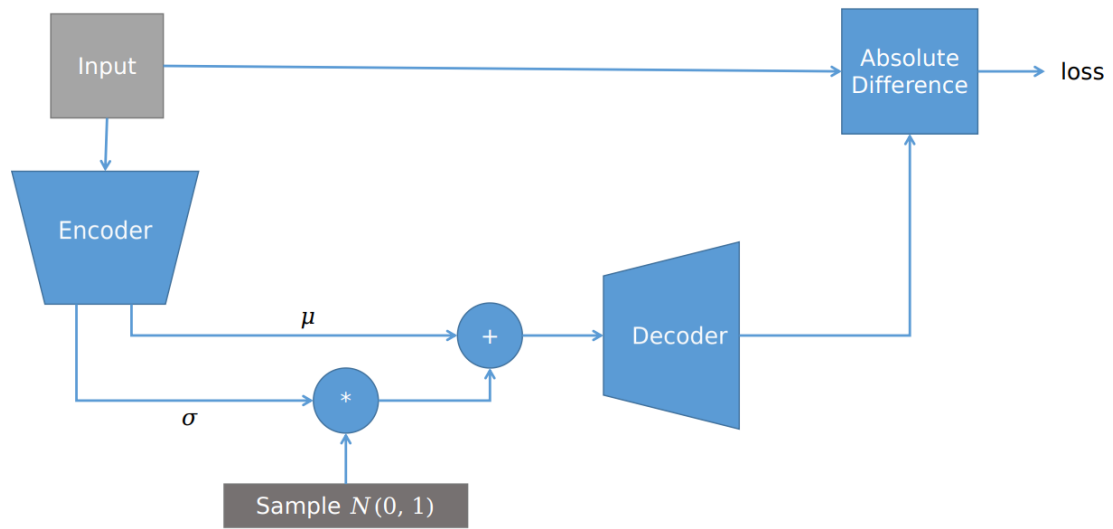 Input
Absolute
Difference
loss
Encoder
μ
+
Decoder
*
σ
Sample N(0, 1)